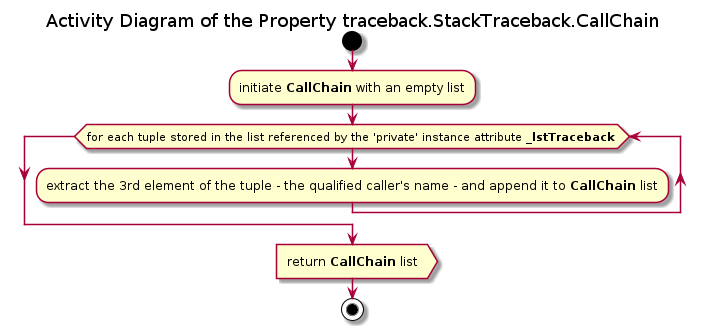 Activity Diagram of the Property traceback.StackTraceback.CallChain
initiate CallChain with an empty list
for each tuple stored in the list referenced by the 'private' instance attribute _lstTraceback
extract the 3rd element of the tuple - the qualified caller's name - and append it to CallChain list
return CallChain list